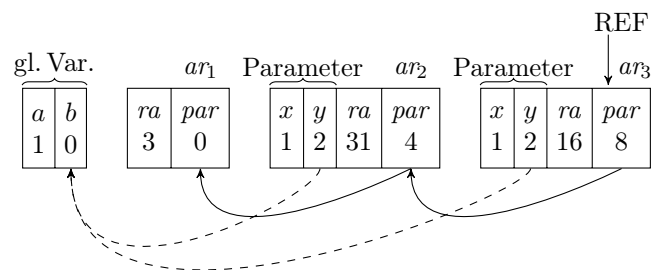 REF
gl. Var. ar₁ Parameter ar₂ Parameter ar₃
a b ra par x y ra par x y ra par
1 0 3 0 1 2 31 4 1 2 16 8